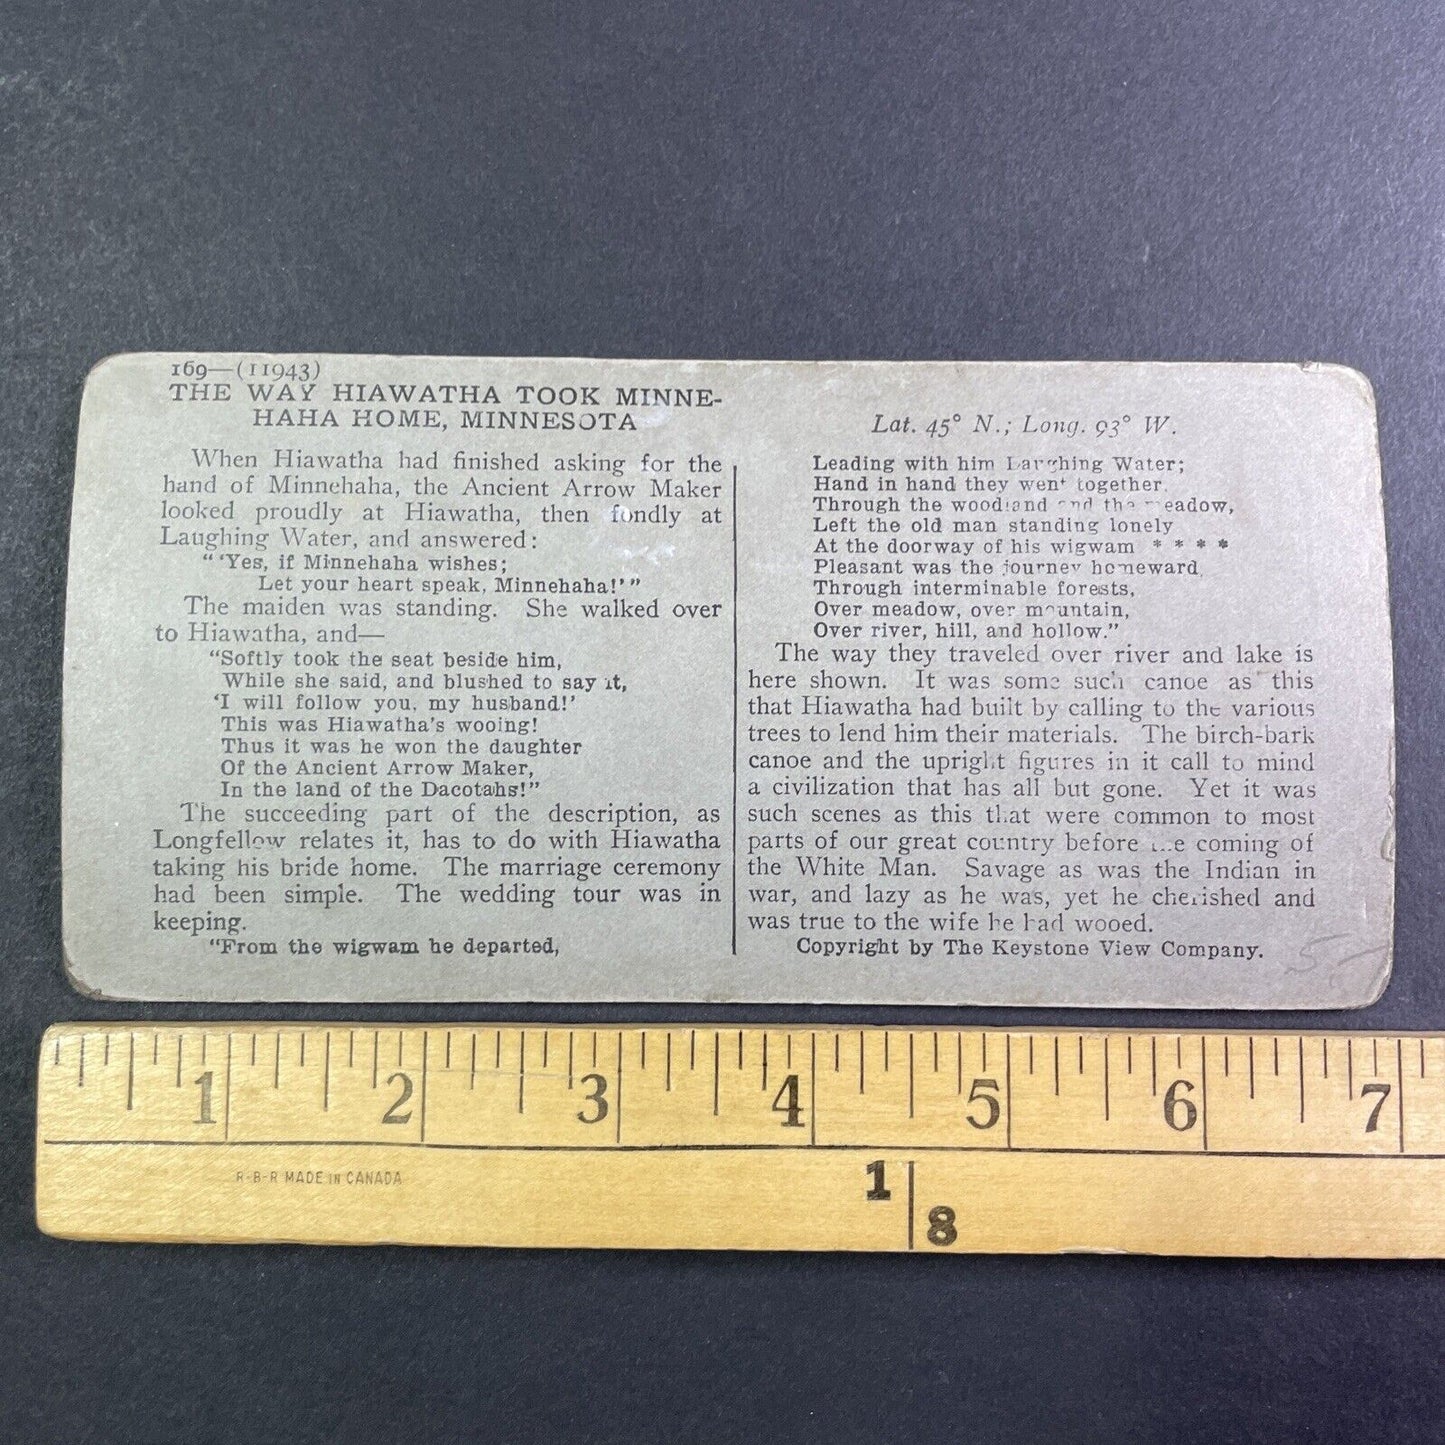 169—(11943)
THE WAY HIAWATHA TOOK MINNE-
HAHA HOME, MINNESOTA
When Hiawatha had finished asking for the
hand of Minnehaha, the Ancient Arrow Maker
looked proudly at Hiawatha, then fondly at
Laughing Water, and answered:
"'Yes, if Minnehaha wishes;
Let your heart speak, Minnehaha!'"
The maiden was standing. She walked over
to Hiawatha, and—
"Softly took the seat beside him,
While she said, and blushed to say it,
'I will follow you, my husband!'
This was Hiawatha's wooing!
Thus it was he won the daughter
Of the Ancient Arrow Maker,
In the land of the Dacotahs!"
The succeeding part of the description, as
Longfellow relates it, has to do with Hiawatha
taking his bride home. The marriage ceremony
had been simple. The wedding tour was in
keeping.
"From the wigwam he departed,
Lat. 45° N.; Long. 93° W.
Leading with him Laughing Water;
Hand in hand they went together,
Through the woodland and the meadow,
Left the old man standing lonely
At the doorway of his wigwam * * * *
Pleasant was the journey homeward,
Through interminable forests,
Over meadow, over mountain,
Over river, hill, and hollow."
The way they traveled over river and lake is
here shown. It was some such canoe as this
that Hiawatha had built by calling to the various
trees to lend him their materials. The birch-bark
canoe and the upright figures in it call to mind
a civilization that has all but gone. Yet it was
such scenes as this that were common to most
parts of our great country before the coming of
the White Man. Savage as was the Indian in
war, and lazy as he was, yet he cherished and
was true to the wife he had wooed.
Copyright by The Keystone View Company.
1 2 3 4 5 6 7
R-B-R MADE IN CANADA
1
8